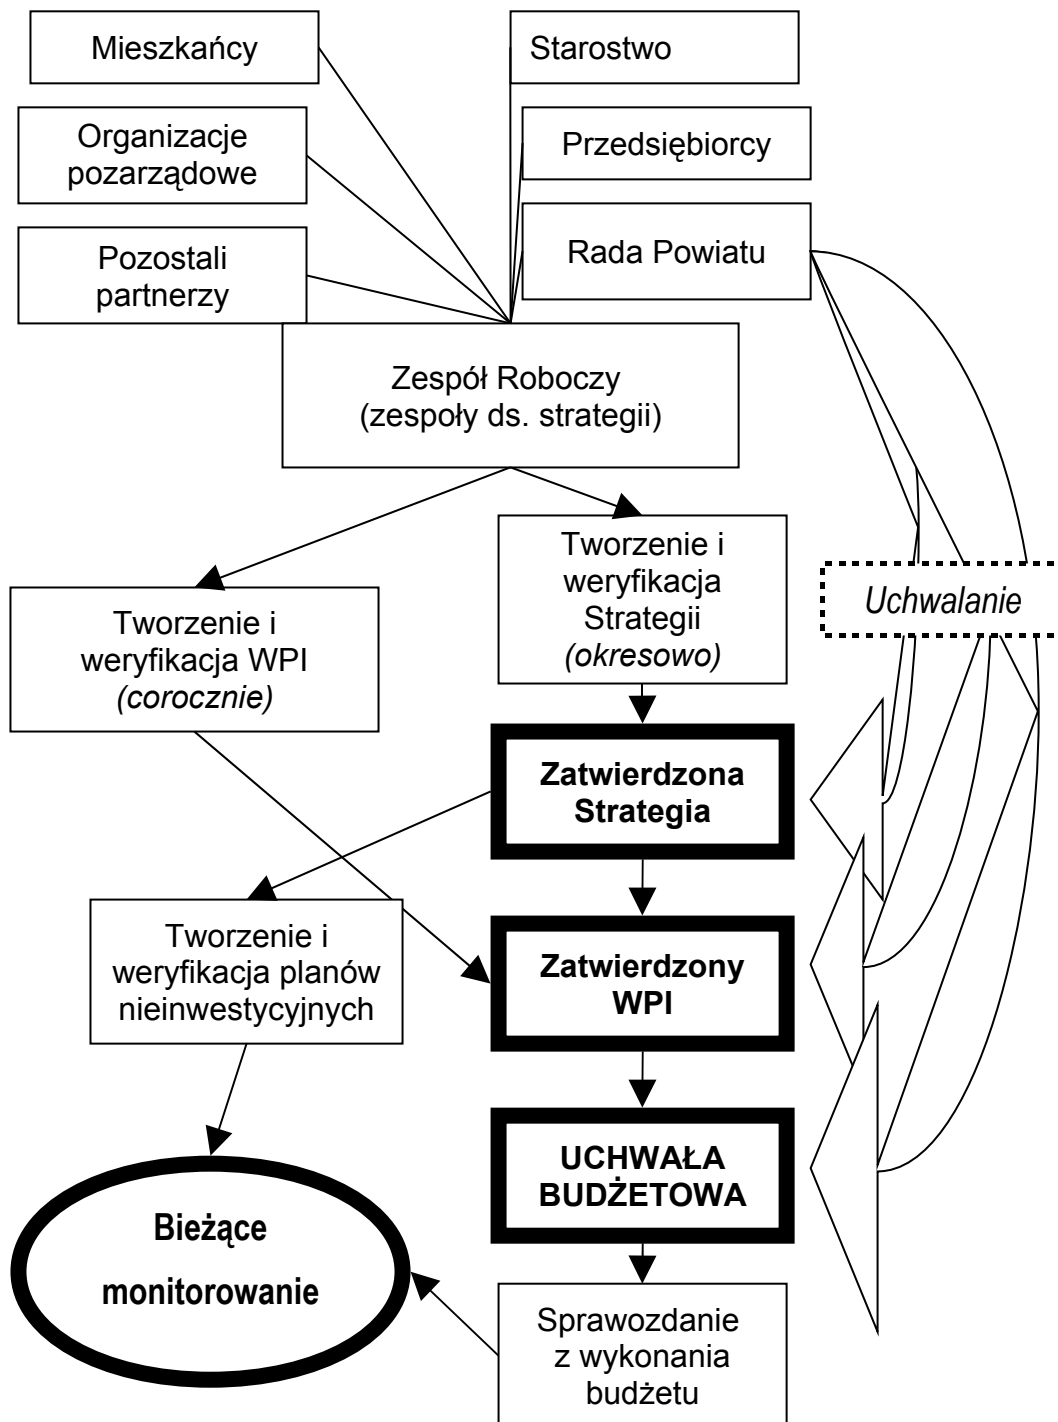 Mieszkańcy
Starostwo
Organizacje
pozarządowe
Przedsiębiorcy
Pozostali
partnerzy
Rada Powiatu
Zespół Roboczy
(zespoły ds. strategii)
Tworzenie i
weryfikacja WPI
(corocznie)
Tworzenie i
weryfikacja
Strategii
(okresowo)
Uchwalanie
Zatwierdzona
Strategia
Tworzenie i
weryfikacja planów
nieinwestycyjnych
Zatwierdzony
WPI
UCHWAŁA
BUDŻETOWA
Bieżące
monitorowanie
Sprawozdanie
z wykonania
budżetu